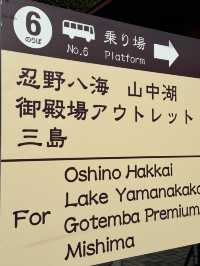 6
のりば
No.6
乗り場
Platform
忍野八海 山中湖
御殿場アウトレット
三島
For
Oshino Hakkai
Lake Yamanakako
Gotemba Premium
Mishima